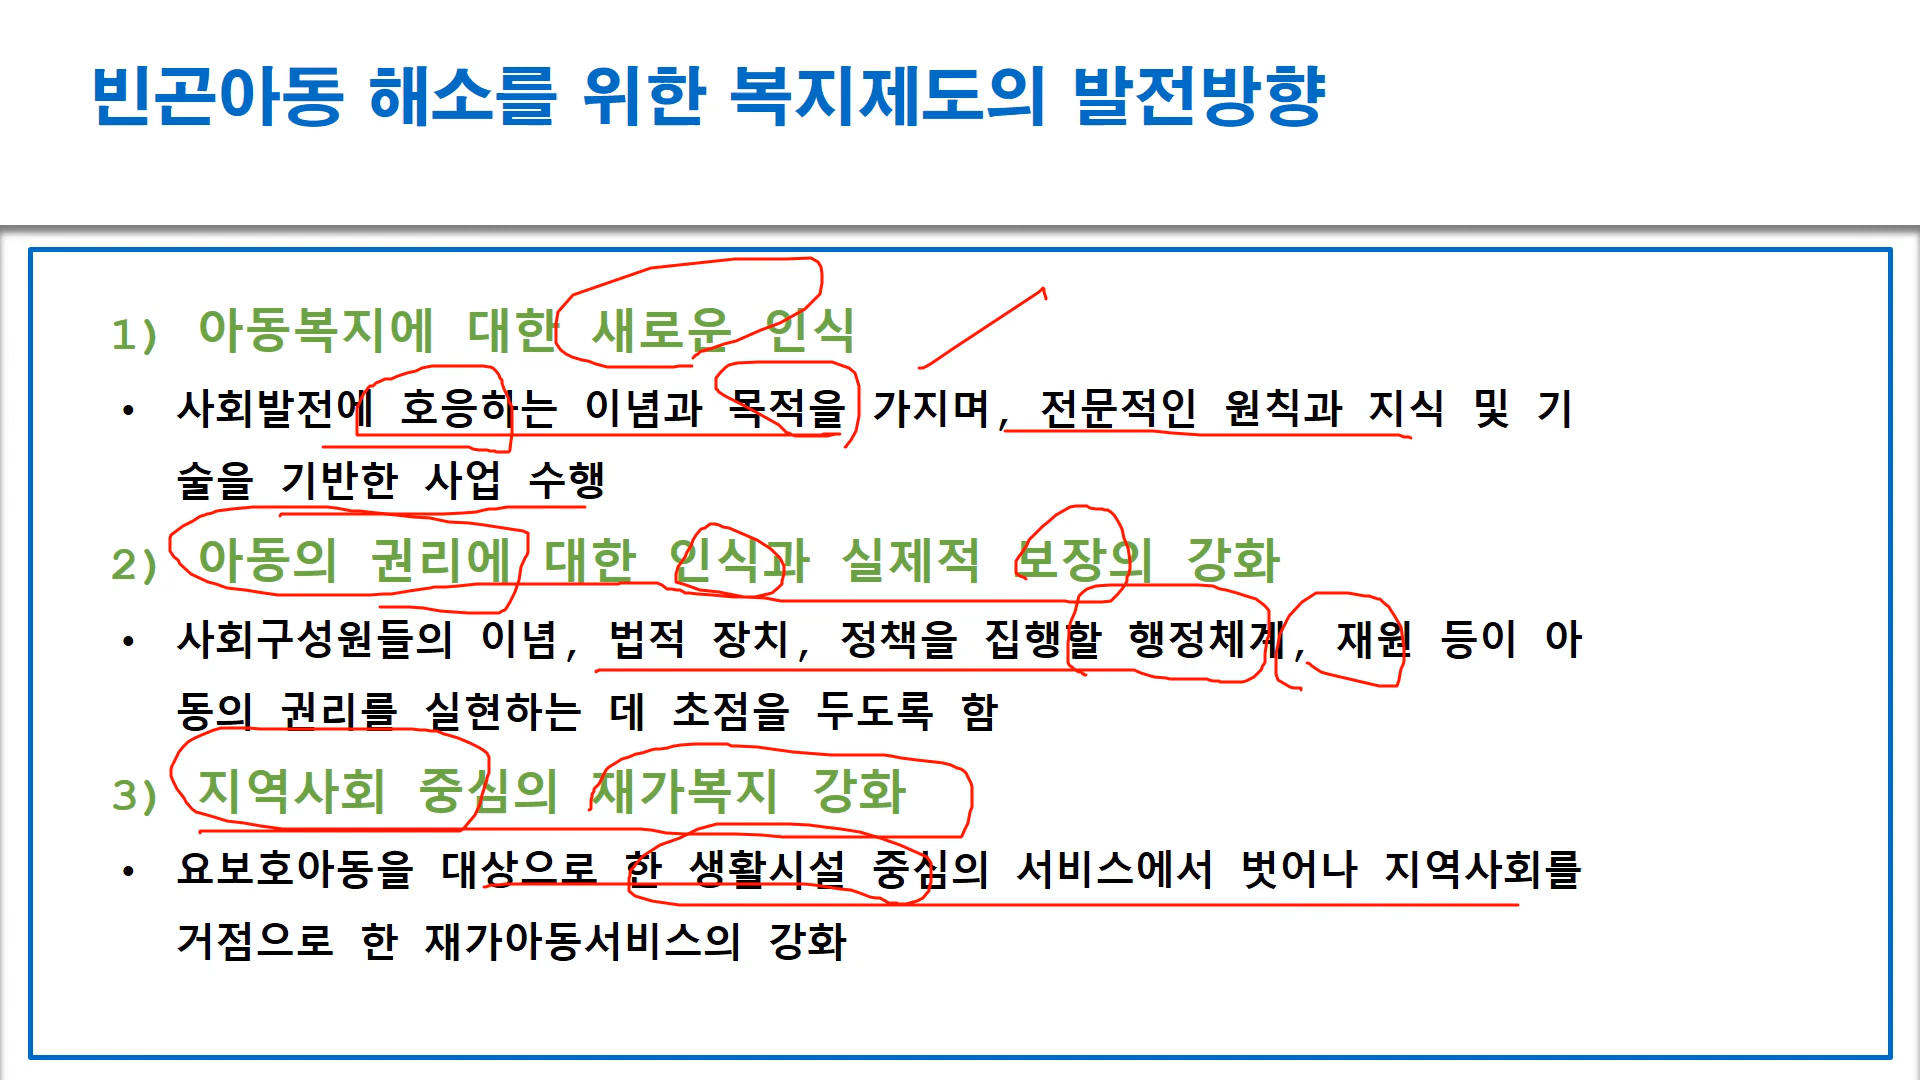 빈곤아동 해소를 위한 복지제도의 발전방향
1) 아동복지에 대한 새로운 인식
• 사회발전에 호응하는 이념과 목적을 가지며, 전문적인 원칙과 지식 및 기
술을 기반한 사업 수행
2) 아동의 권리에 대한 인식과 실제적 보장의 강화
• 사회구성원들의 이념, 법적 장치, 정책을 집행할 행정체계, 재원 등이 아
동의 권리를 실현하는 데 초점을 두도록 함
3) 지역사회 중심의 재가복지 강화
• 요보호아동을 대상으로 한 생활시설 중심의 서비스에서 벗어나 지역사회를
거점으로 한 재가아동서비스의 강화